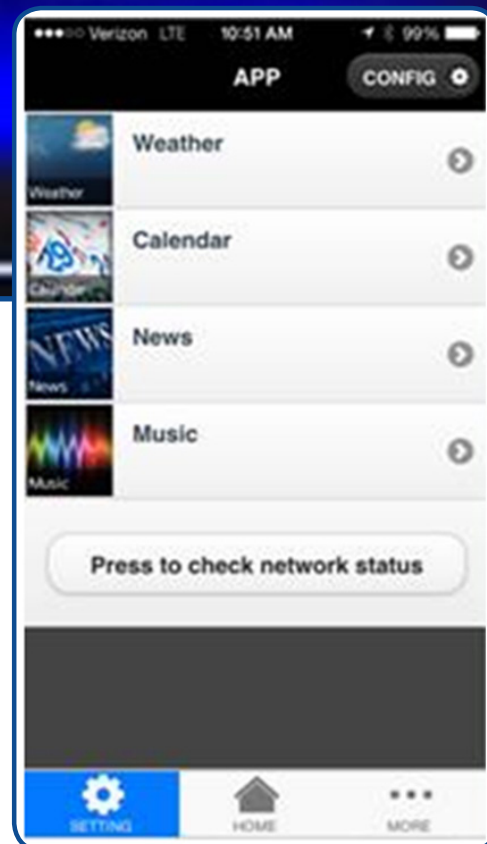 Verizon LTE 10:51 AM 99%
APP CONFIG
Weather
Weather
Calendar
19
Calendar
News
NEWS
News
Music
Music
Press to check network status
SETTING HOME MORE